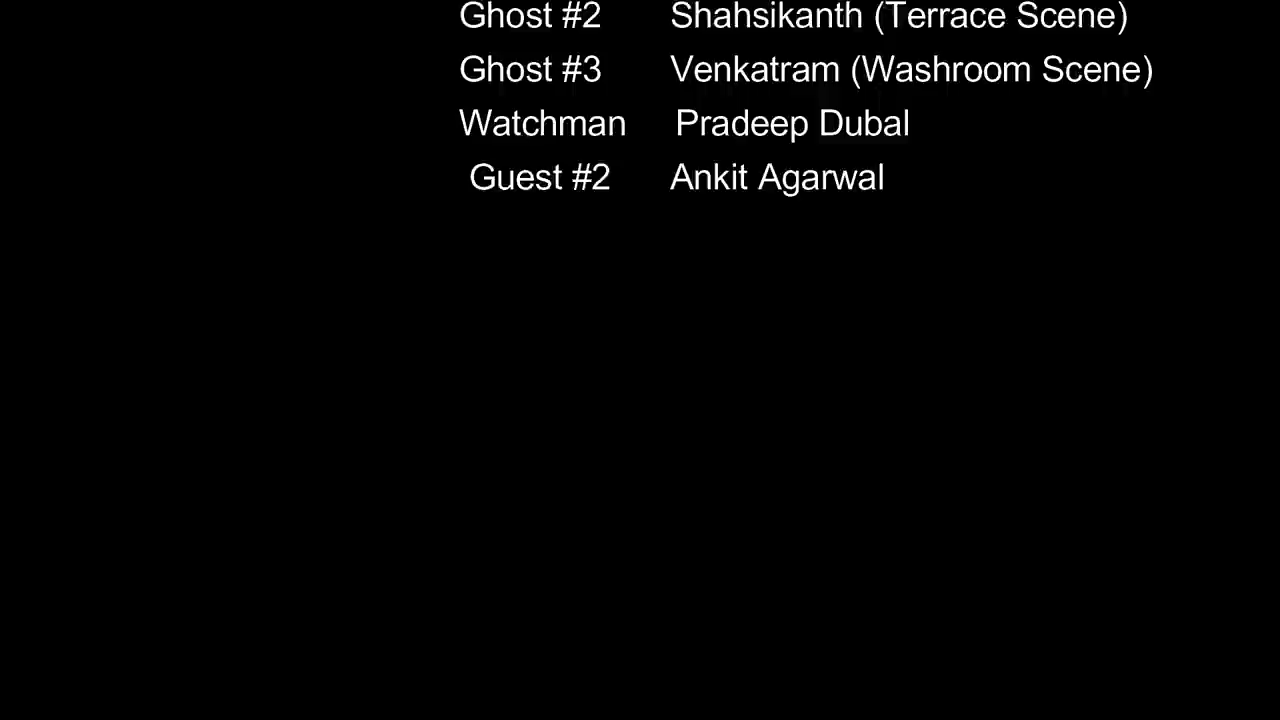 Ghost #2 Shahsikanth (Terrace Scene)
Ghost #3 Venkatram (Washroom Scene)
Watchman Pradeep Dubal
Guest #2 Ankit Agarwal